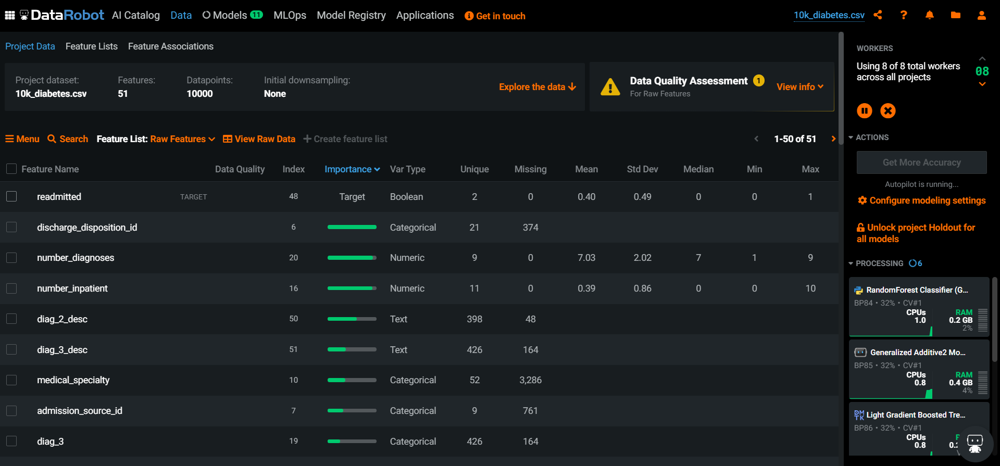 DataRobot AI Catalog Data Models 11 MLOps Model Registry Applications Get in touch 10k_diabetes.csv
Project Data Feature Lists Feature Associations
Project dataset: Features: Datapoints: Initial downsampling:
10k_diabetes.csv 51 10000 None
Explore the data
Data Quality Assessment 1
For Raw Features
View info
WORKERS
Using 8 of 8 total workers
across all projects
08
Menu Search Feature List: Raw Features View Raw Data Create feature list 1-50 of 51
Feature Name Data Quality Index Importance Var Type Unique Missing Mean Std Dev Median Min Max
readmitted TARGET 48 Target Boolean 2 0 0.40 0.49 0 0 1
discharge_disposition_id 6 Categorical 21 374
number_diagnoses 20 Numeric 9 0 7.03 2.02 7 1 9
number_inpatient 16 Numeric 11 0 0.39 0.86 0 0 10
diag_2_desc 50 Text 398 48
diag_3_desc 51 Text 426 164
medical_specialty 10 Categorical 52 3,286
admission_source_id 7 Categorical 9 761
diag_3 19 Categorical 426 164
ACTIONS
Get More Accuracy
Autopilot is running...
Configure modeling settings
Unlock project Holdout for
all models
PROCESSING 6
RandomForest Classifier (G...
BP84 • 32% • CV#1
CPUs RAM
1.0 0.2 GB
2%
Generalized Additive2 Mo...
BP85 • 32% • CV#1
CPUs RAM
0.8 0.4 GB
4%
DMTK Light Gradient Boosted Tre...
BP86 • 32% • CV#1
CPUs
0.8